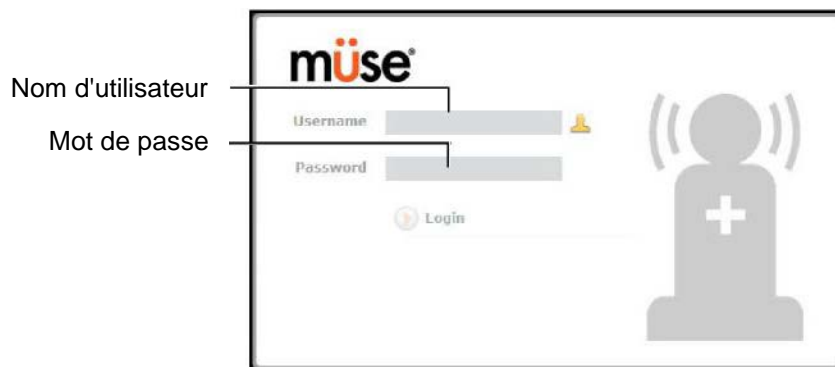 müse®
Nom d'utilisateur
Username
Mot de passe
Password
Login